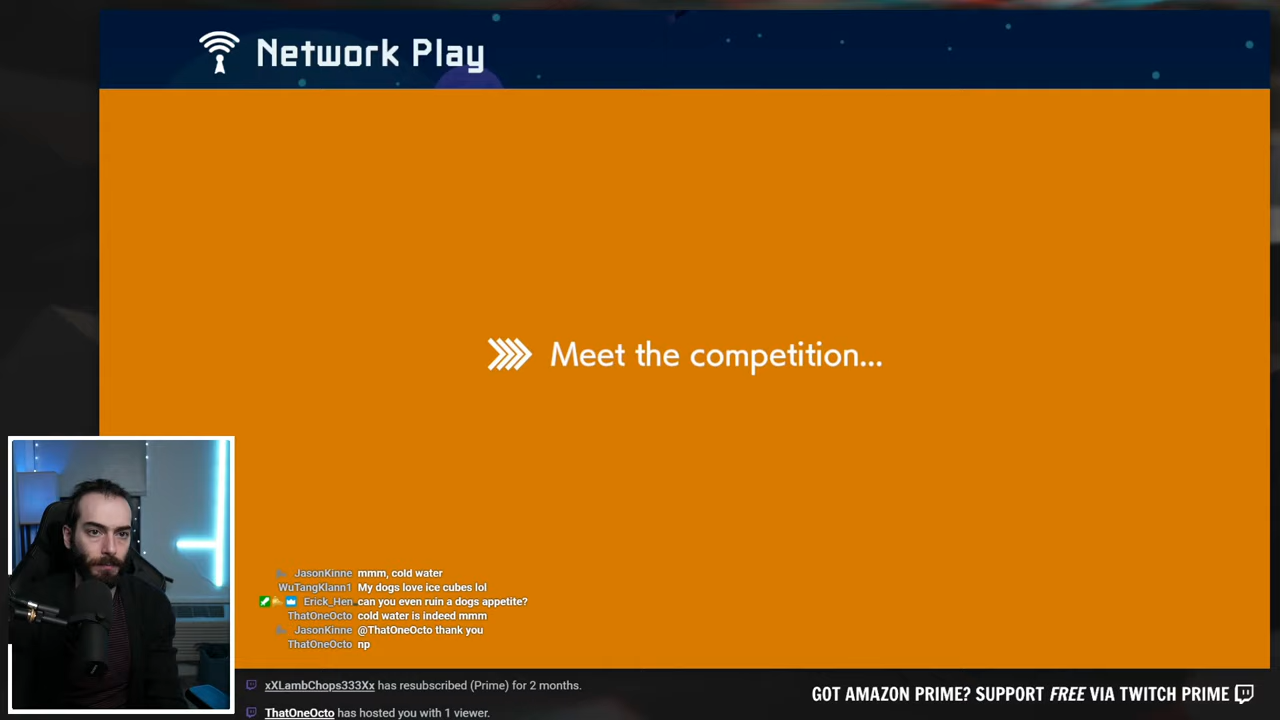 Network Play
Meet the competition...
JasonKinne mmm, cold water
WuTangKlann1 My dogs love ice cubes lol
Erick_Hen_ can you even ruin a dogs appetite?
ThatOneOcto cold water is indeed mmm
JasonKinne @ThatOneOcto thank you
ThatOneOcto np
xXLambChops333Xx has resubscribed (Prime) for 2 months.
ThatOneOcto has hosted you with 1 viewer.
GOT AMAZON PRIME? SUPPORT FREE VIA TWITCH PRIME